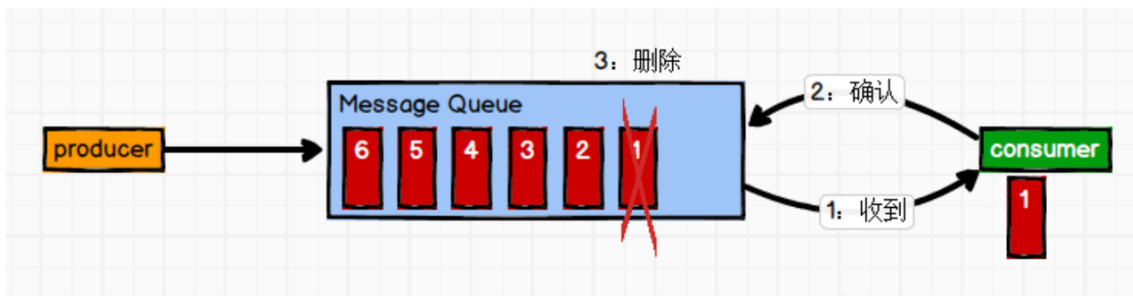 3：删除
Message Queue
2：确认
producer
6 5 4 3 2 1
consumer
1：收到
1